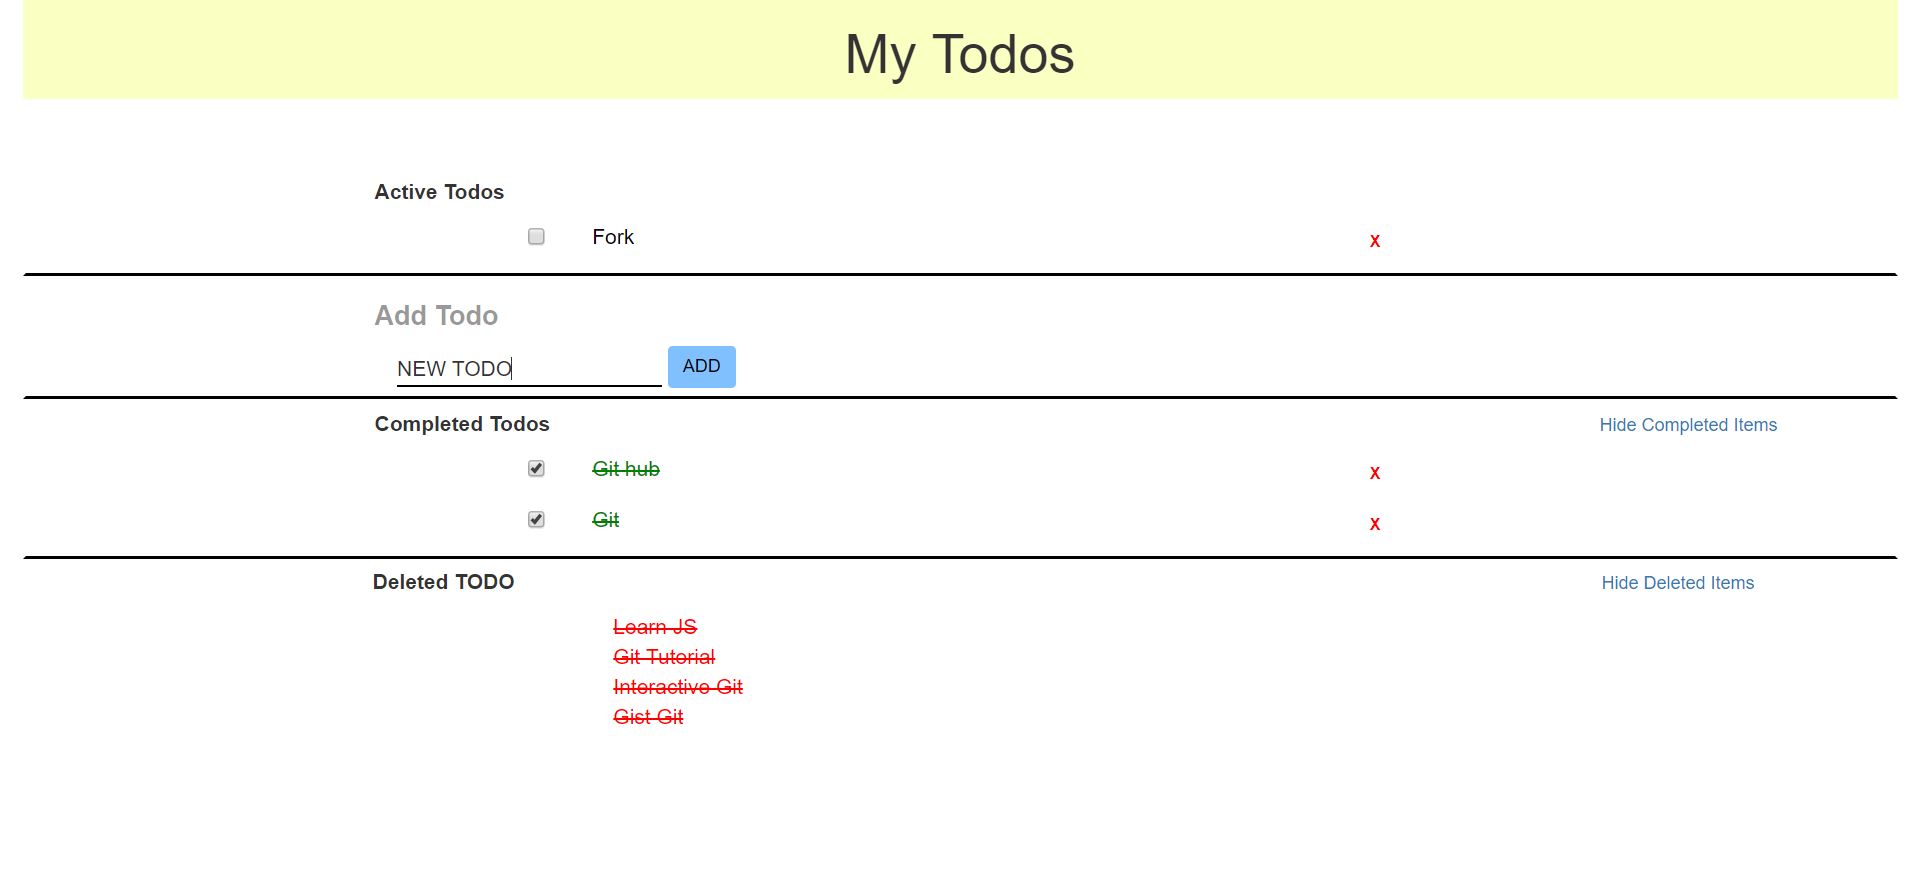 My Todos
Active Todos
Fork X
Add Todo
NEW TODO ADD
Completed Todos Hide Completed Items
Git hub X
Git X
Deleted TODO Hide Deleted Items
Learn JS
Git Tutorial
Interactive Git
Gist Git